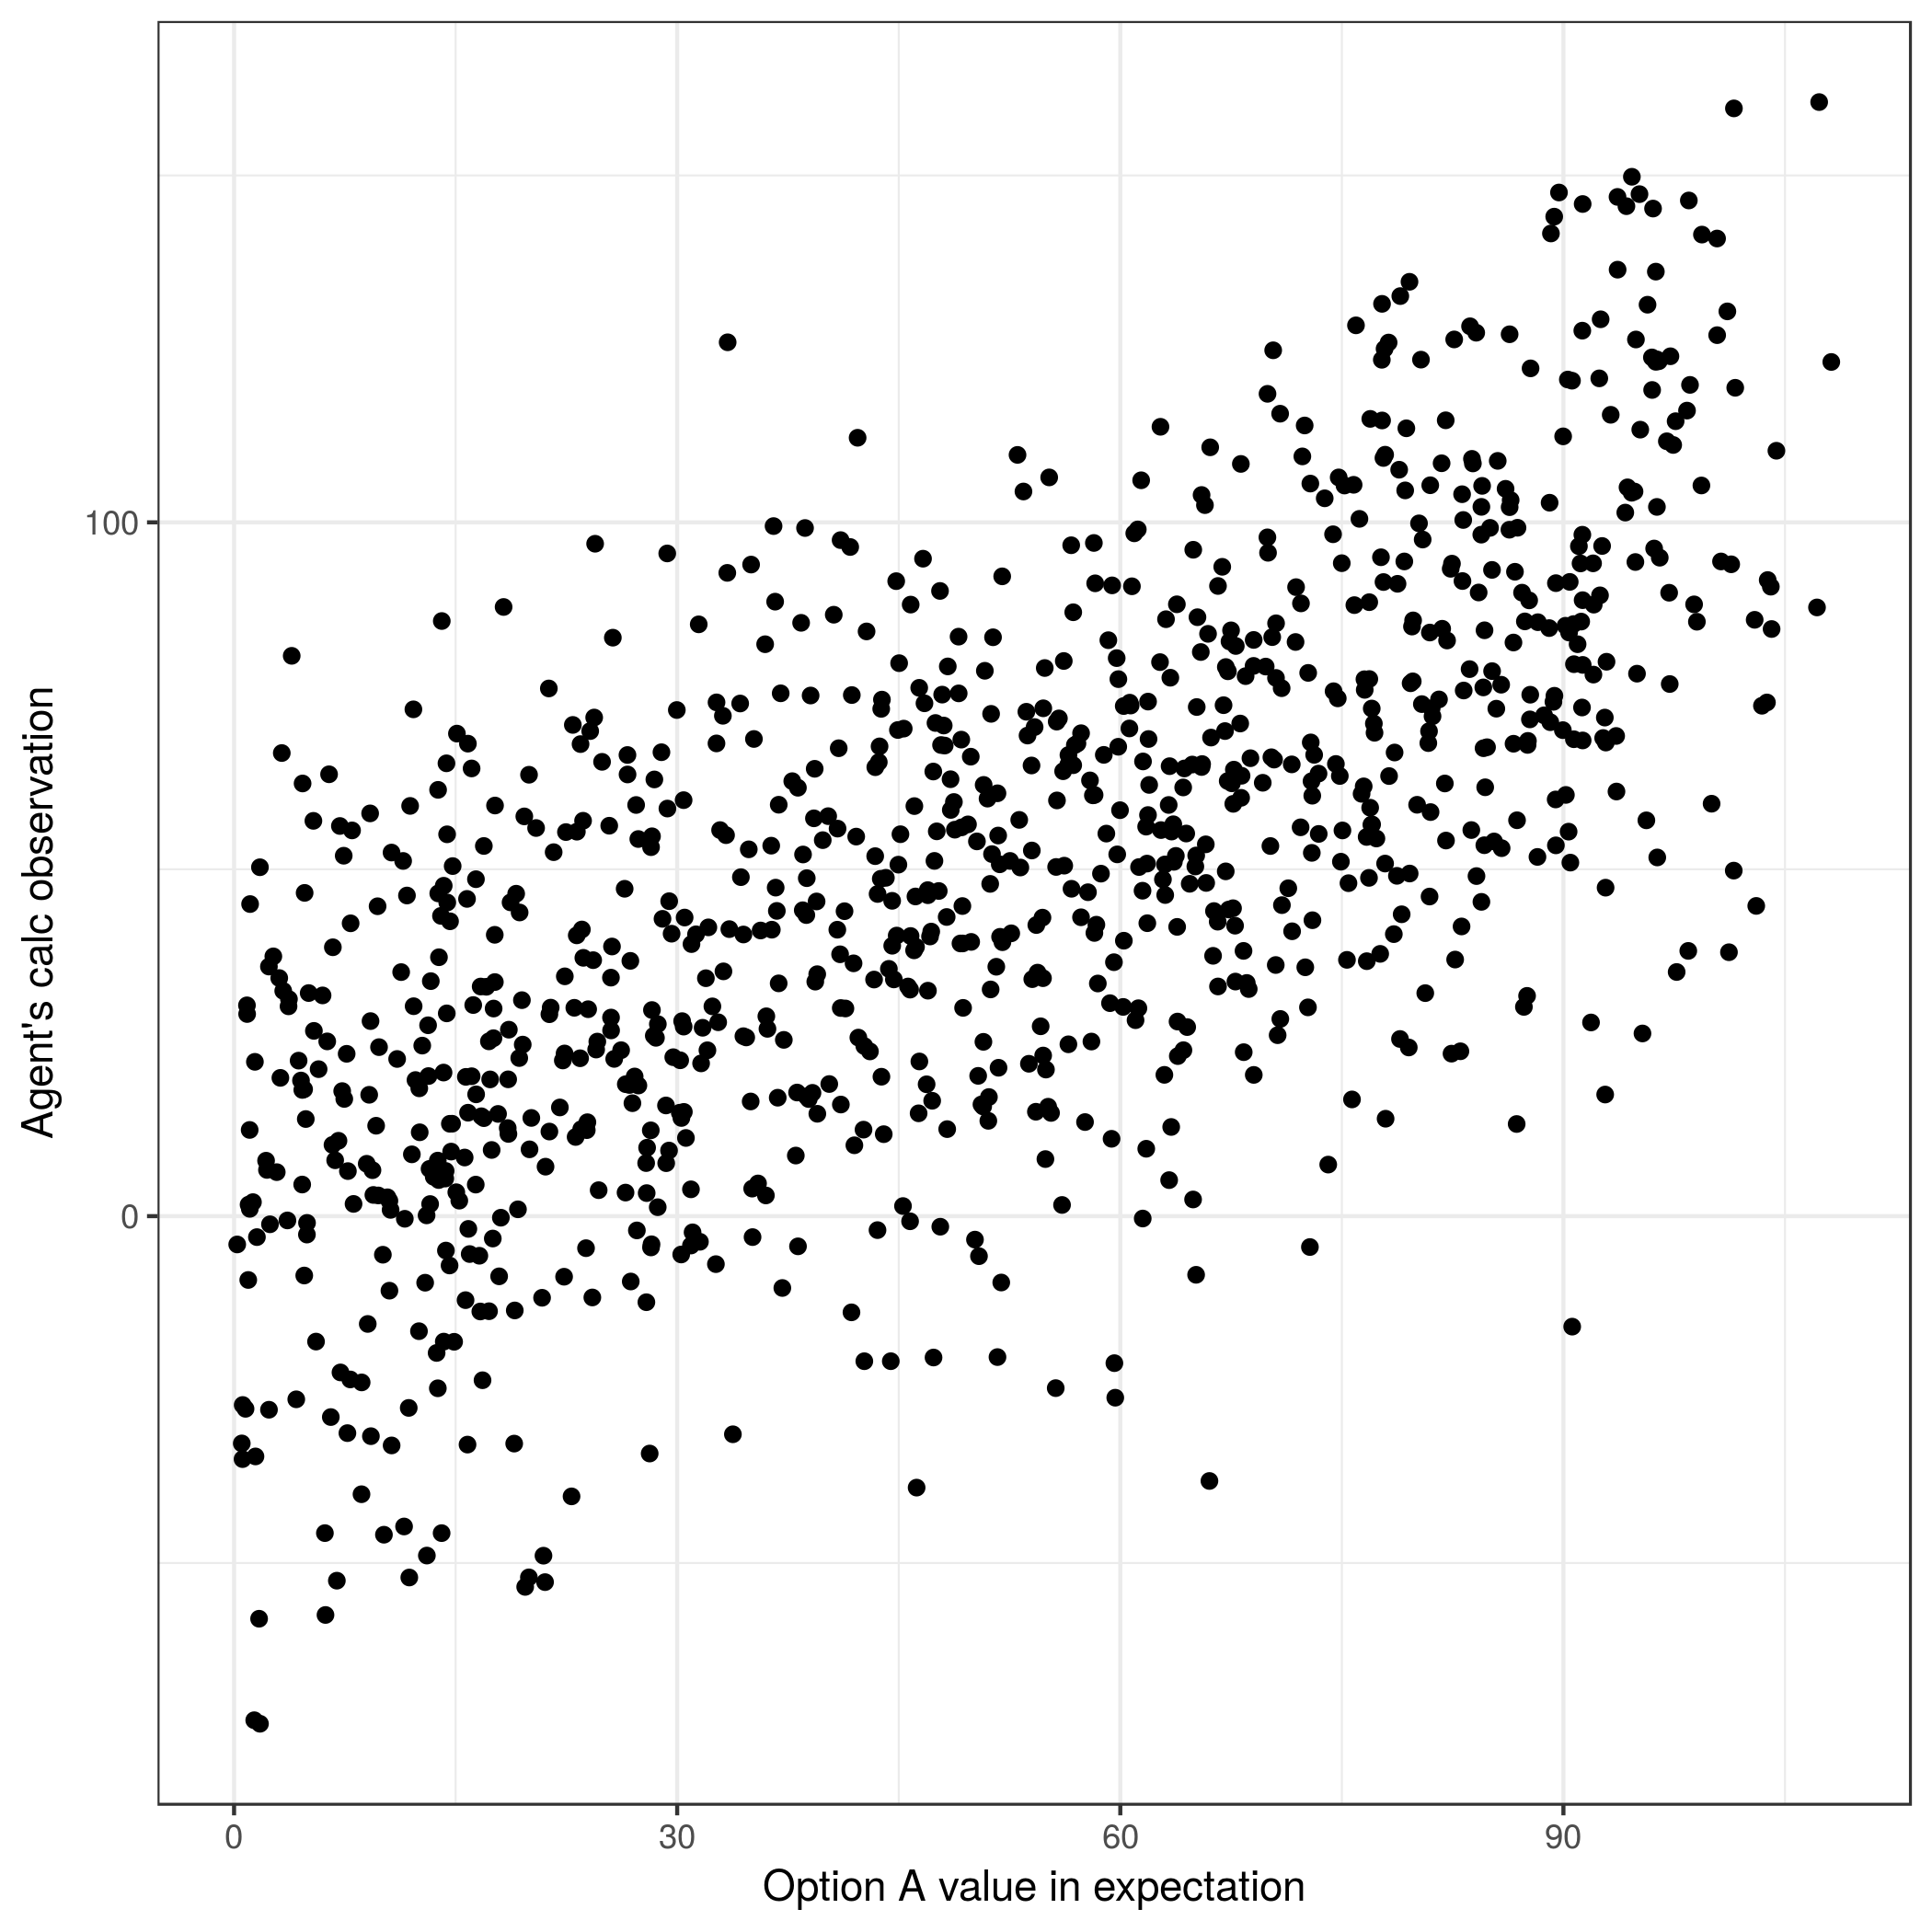 Agent's calc observation
100
0
0 30 60 90
Option A value in expectation